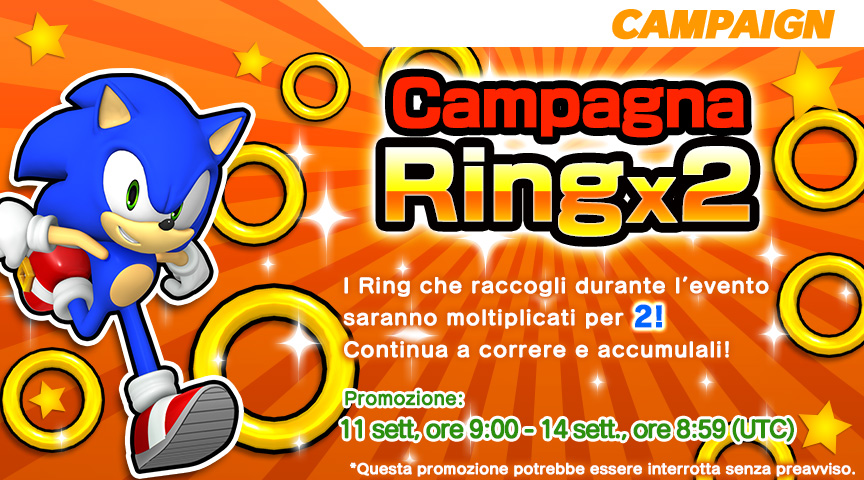 CAMPAIGN
Campagna
Ringx2
I Ring che raccogli durante l'evento
saranno moltiplicati per 2!
Continua a correre e accumulali!
Promozione:
11 sett, ore 9:00 - 14 sett., ore 8:59 (UTC)
*Questa promozione potrebbe essere interrotta senza preavviso.